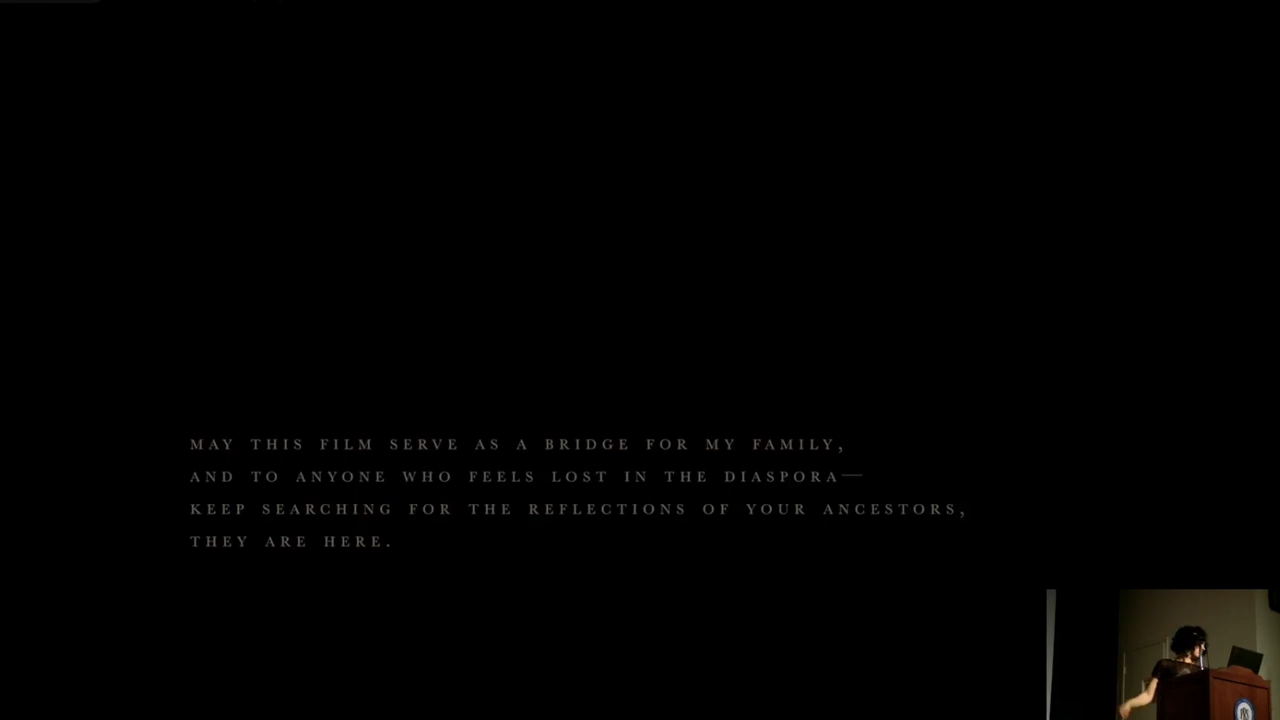 MAY THIS FILM SERVE AS A BRIDGE FOR MY FAMILY,
AND TO ANYONE WHO FEELS LOST IN THE DIASPORA—
KEEP SEARCHING FOR THE REFLECTIONS OF YOUR ANCESTORS,
THEY ARE HERE.